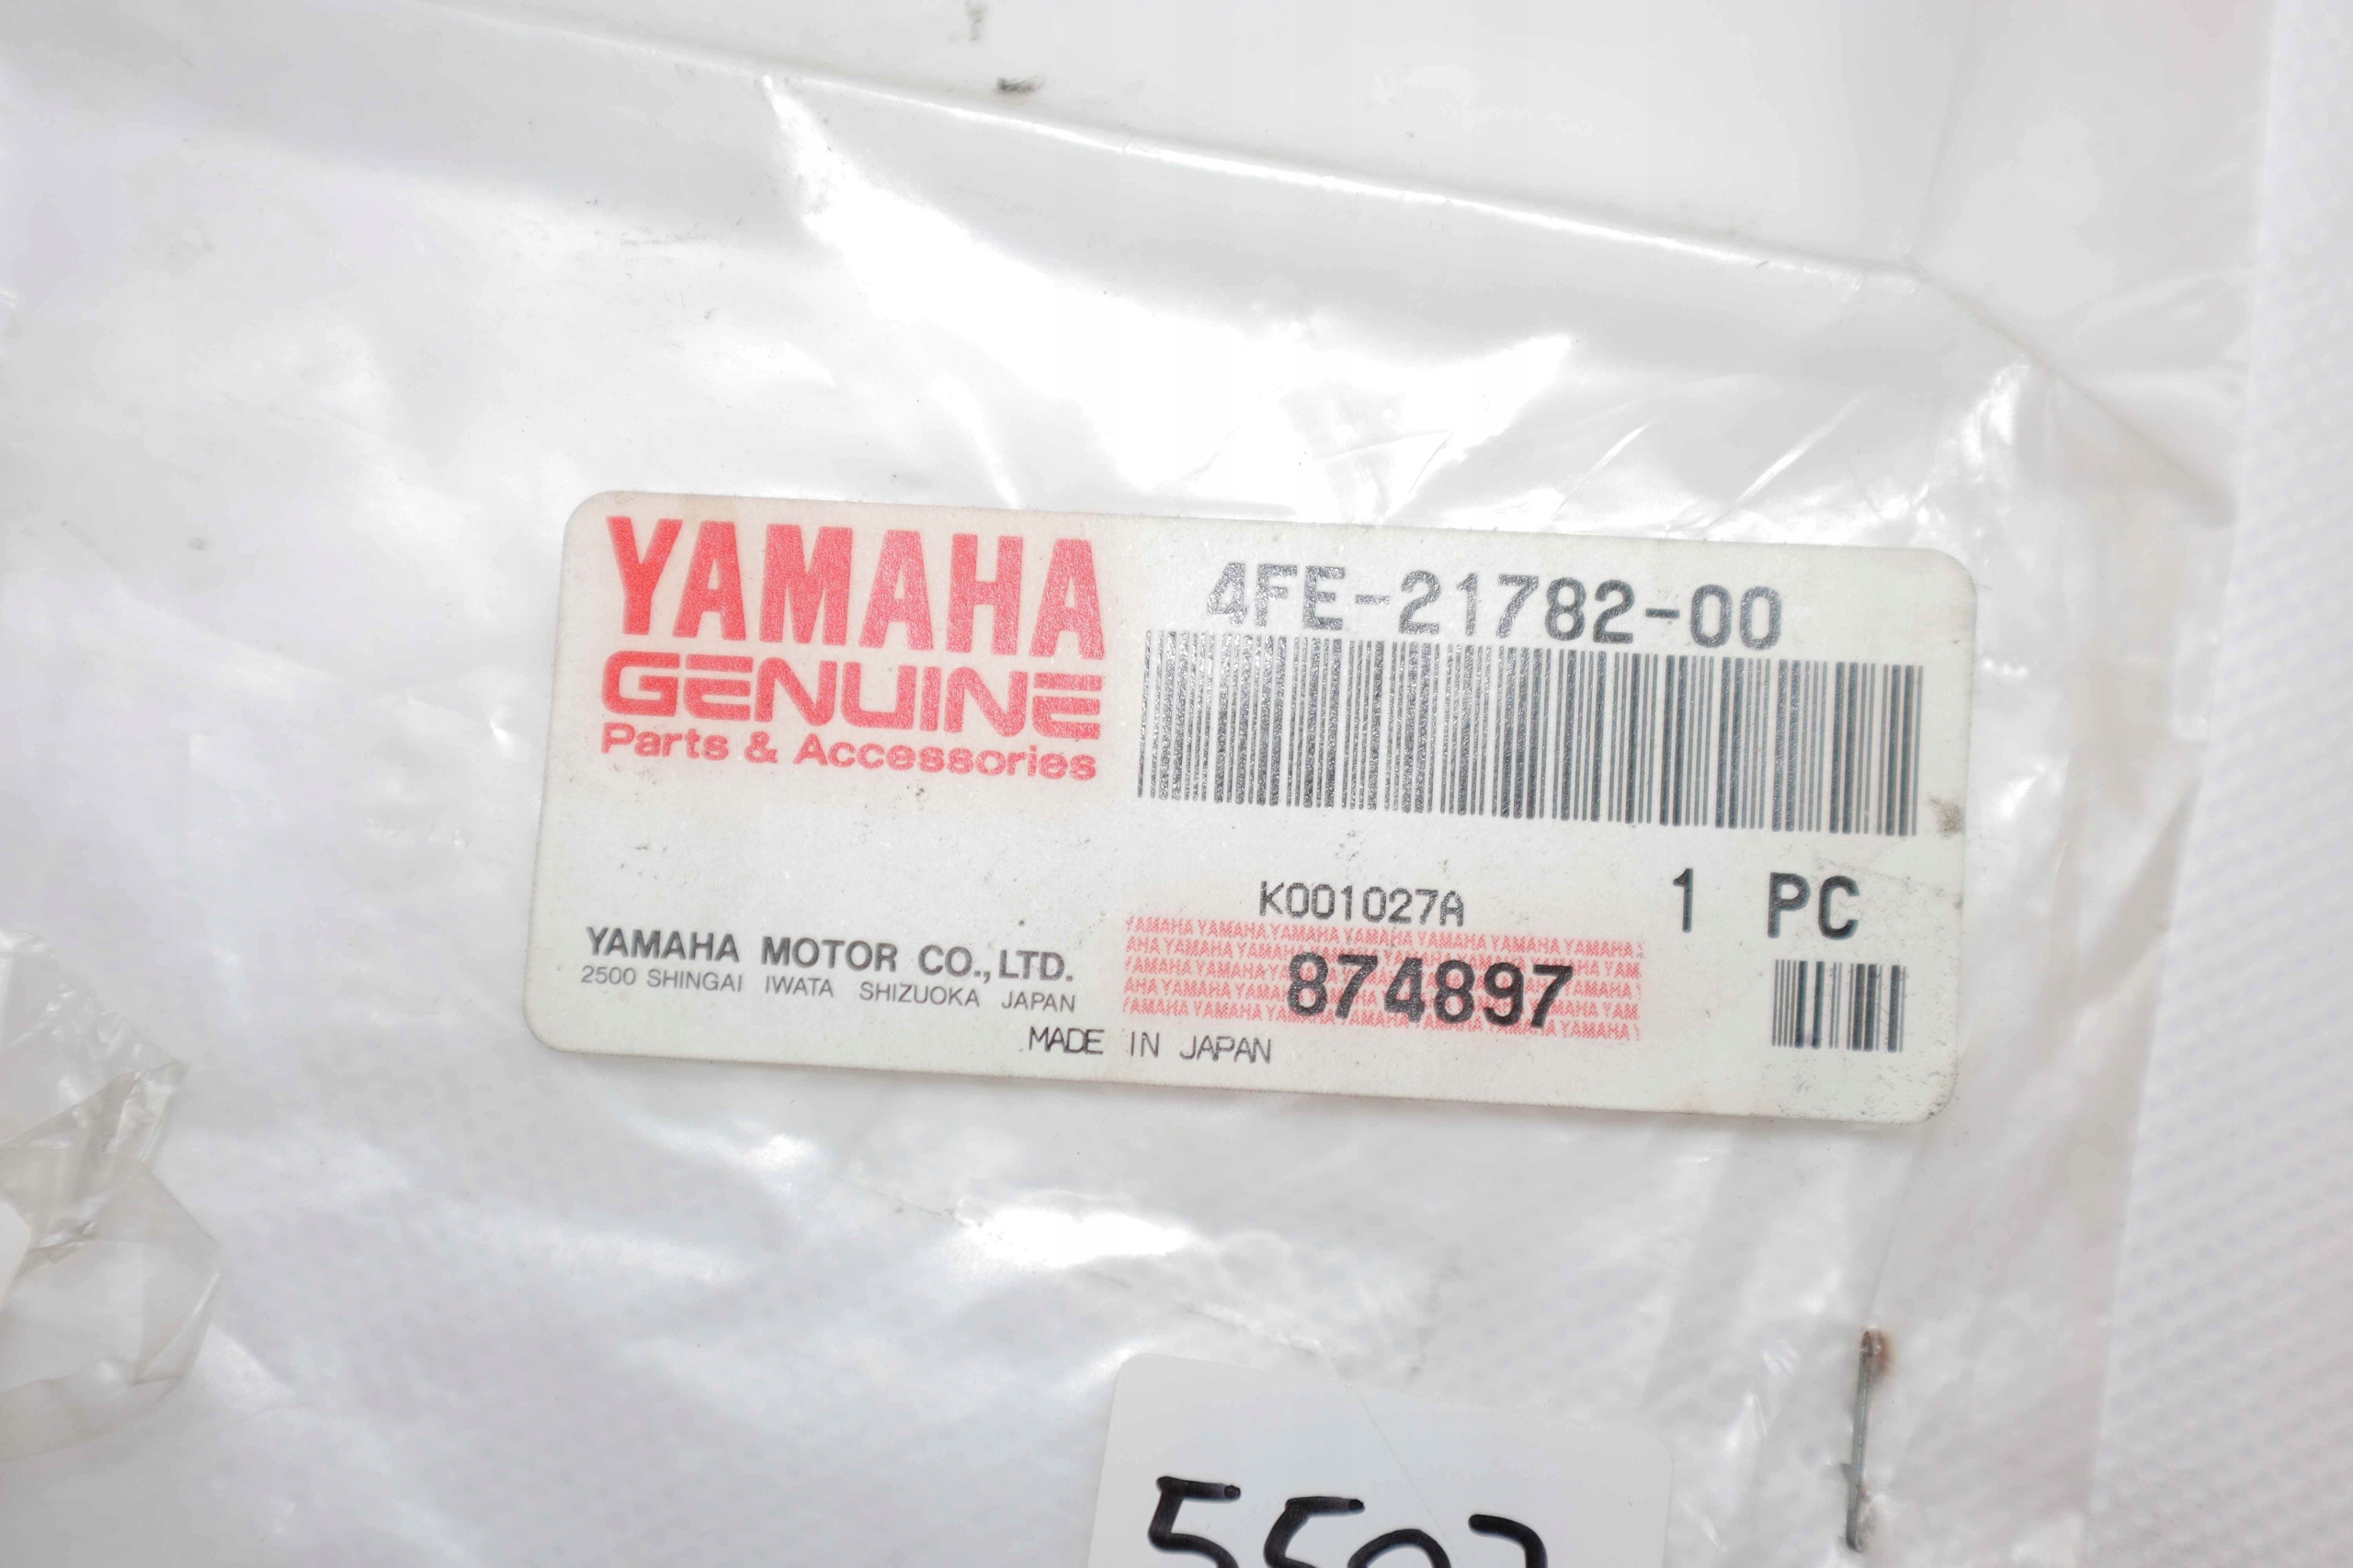 YAMAHA
GENUINE
Parts & Accessories
4FE-21782-00
K001027A
1 PC
YAMAHA MOTOR CO., LTD.
2500 SHINGAI IWATA SHIZUOKA JAPAN
874897
MADE IN JAPAN